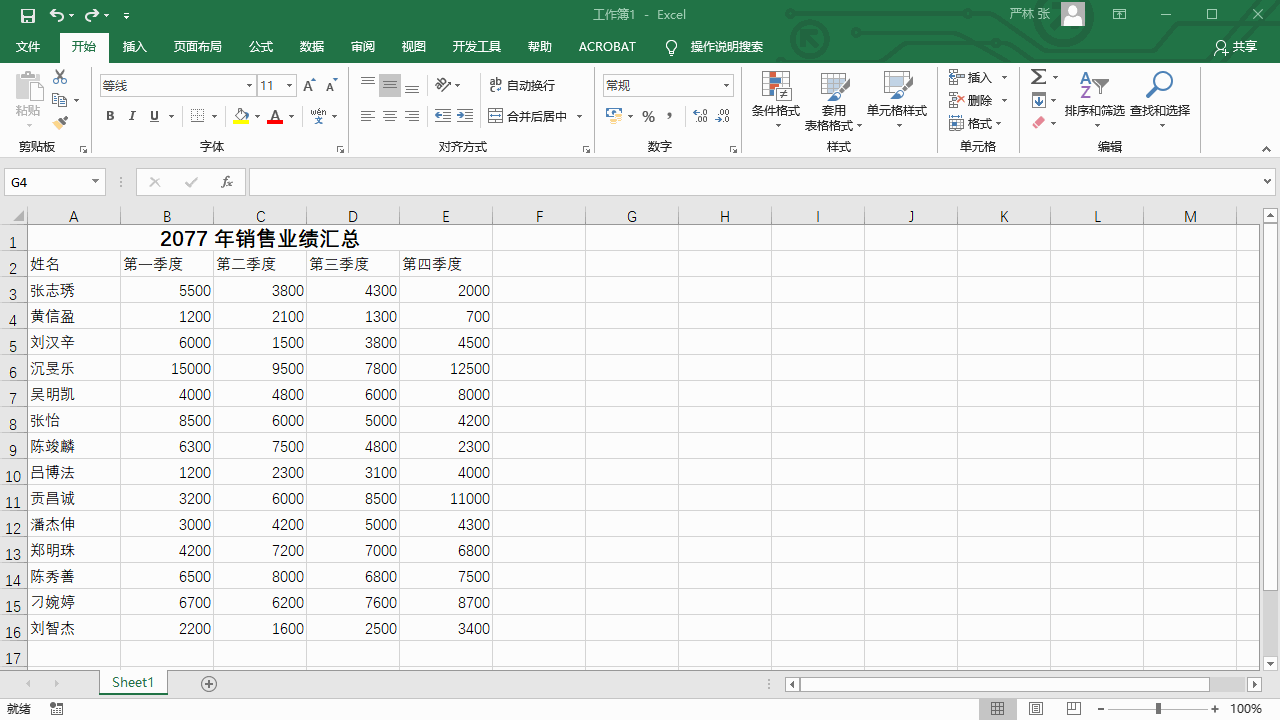 工作簿1 - Excel
严林 张
文件 开始 插入 页面布局 公式 数据 审阅 视图 开发工具 帮助 ACROBAT 操作说明搜索 共享
粘贴
剪贴板
等线 11
B I U A
字体
自动换行
合并后居中
对齐方式
常规
数字
条件格式
套用
表格格式
单元格样式
样式
插入
删除
格式
单元格
排序和筛选
查找和选择
编辑
G4
fx
A B C D E F G H I J K L M
1 2077 年销售业绩汇总
2 姓名 第一季度 第二季度 第三季度 第四季度
3 张志琇 5500 3800 4300 2000
4 黄信盈 1200 2100 1300 700
5 刘汉辛 6000 1500 3800 4500
6 沉旻乐 15000 9500 7800 12500
7 吴明凯 4000 4800 6000 8000
8 张怡 8500 6000 5000 4200
9 陈竣麟 6300 7500 4800 2300
10 吕博法 1200 2300 3100 4000
11 贡昌诚 3200 6000 8500 11000
12 潘杰伸 3000 4200 5000 4300
13 郑明珠 4200 7200 7000 6800
14 陈秀善 6500 8000 6800 7500
15 刁婉婷 6700 6200 7600 8700
16 刘智杰 2200 1600 2500 3400
17
Sheet1
就绪
100%